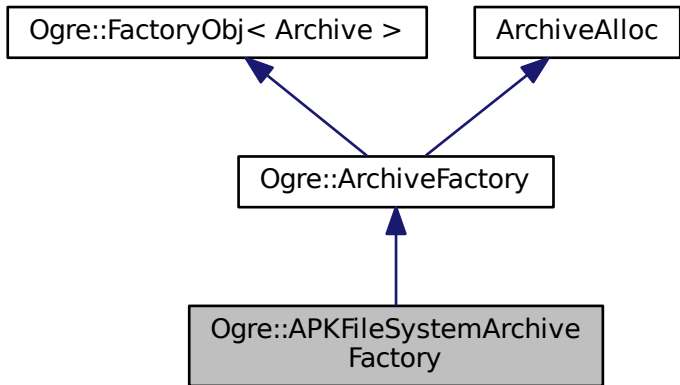 Ogre::FactoryObj< Archive >
ArchiveAlloc
Ogre::ArchiveFactory
Ogre::APKFileSystemArchive
Factory